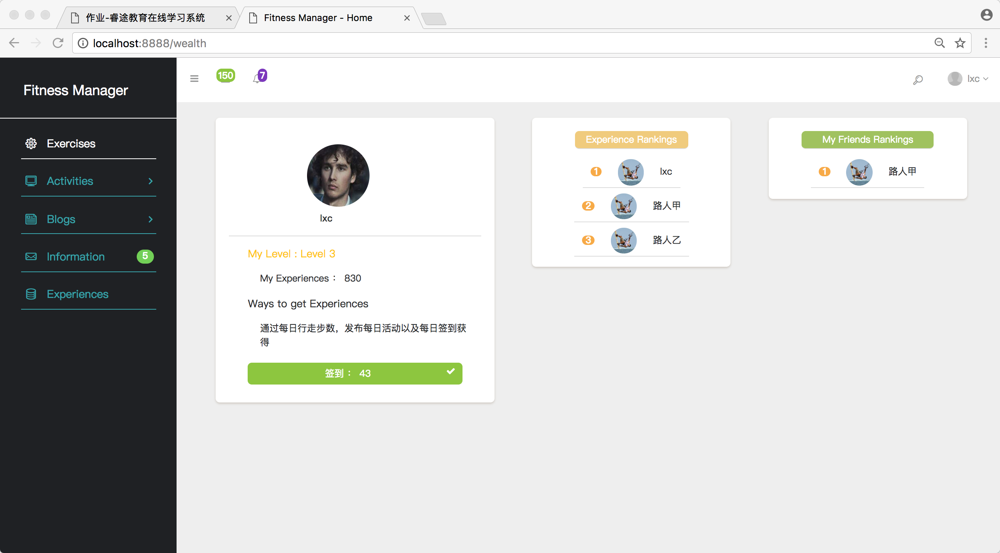 作业-睿途教育在线学习系统
Fitness Manager - Home
localhost:8888/wealth
Fitness Manager
150
7
lxc
Exercises
Activities
Blogs
Information 5
Experiences
lxc
My Level : Level 3
My Experiences： 830
Ways to get Experiences
通过每日行走步数，发布每日活动以及每日签到获
得
签到： 43
Experience Rankings
1 lxc
2 路人甲
3 路人乙
My Friends Rankings
1 路人甲